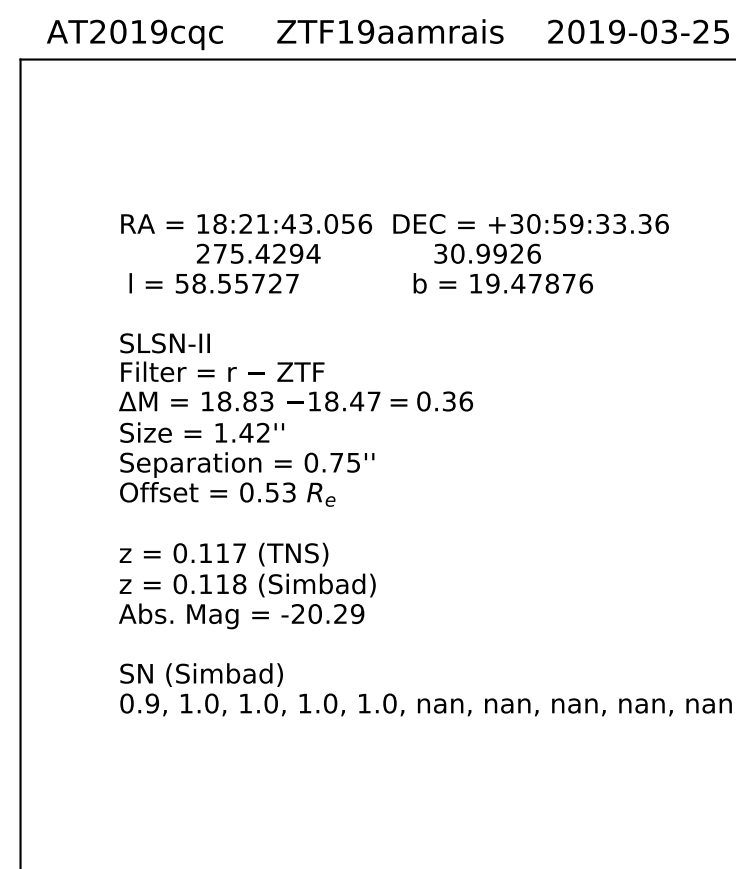 AT2019cqc ZTF19aamrais 2019-03-25
RA = 18:21:43.056 DEC = +30:59:33.36
275.4294 30.9926
l = 58.55727 b = 19.47876
SLSN-II
Filter = r − ZTF
ΔM = 18.83 −18.47 = 0.36
Size = 1.42''
Separation = 0.75''
Offset = 0.53 Rₑ
z = 0.117 (TNS)
z = 0.118 (Simbad)
Abs. Mag = -20.29
SN (Simbad)
0.9, 1.0, 1.0, 1.0, 1.0, nan, nan, nan, nan, nan